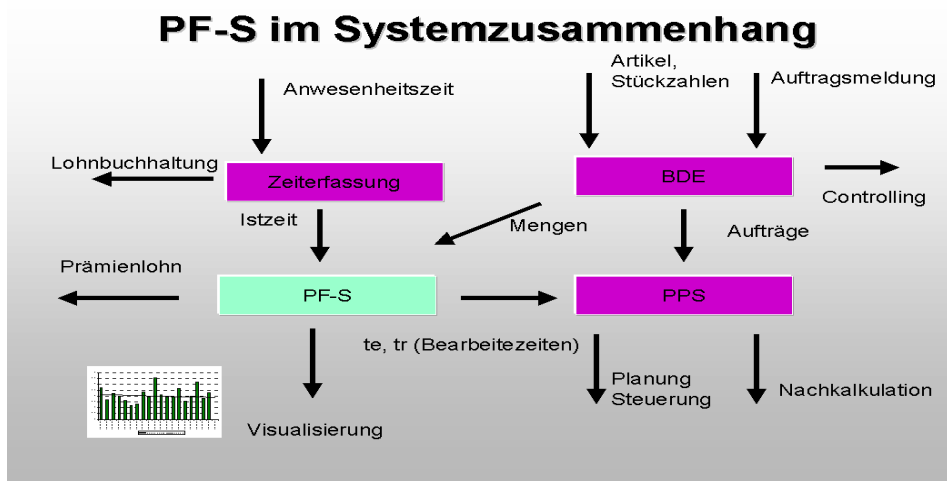 PF-S im Systemzusammenhang
Anwesenheitszeit
Artikel,
Stückzahlen
Auftragsmeldung
Lohnbuchhaltung
Zeiterfassung
BDE
Controlling
Istzeit
Mengen
Aufträge
Prämienlohn
PF-S
PPS
te, tr (Bearbeitezeiten)
Planung
Steuerung
Nachkalkulation
Visualisierung